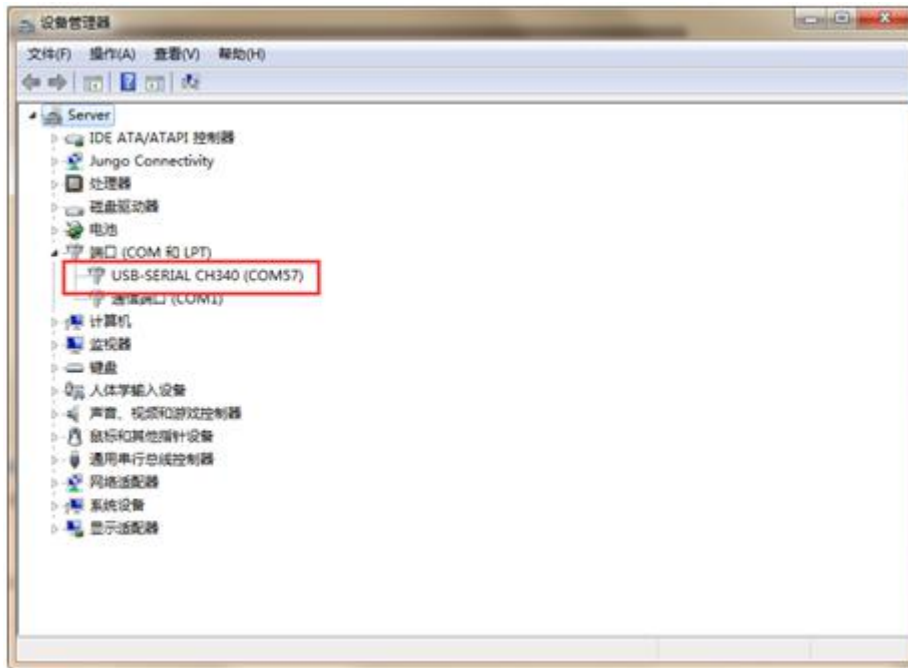 设备管理器
文件(F) 操作(A) 查看(V) 帮助(H)
Server
IDE ATA/ATAPI 控制器
Jungo Connectivity
处理器
磁盘驱动器
电池
端口 (COM 和 LPT)
USB-SERIAL CH340 (COM57)
通信端口 (COM1)
计算机
监视器
键盘
人体学输入设备
声音、视频和游戏控制器
鼠标和其他指针设备
通用串行总线控制器
网络适配器
系统设备
显示适配器